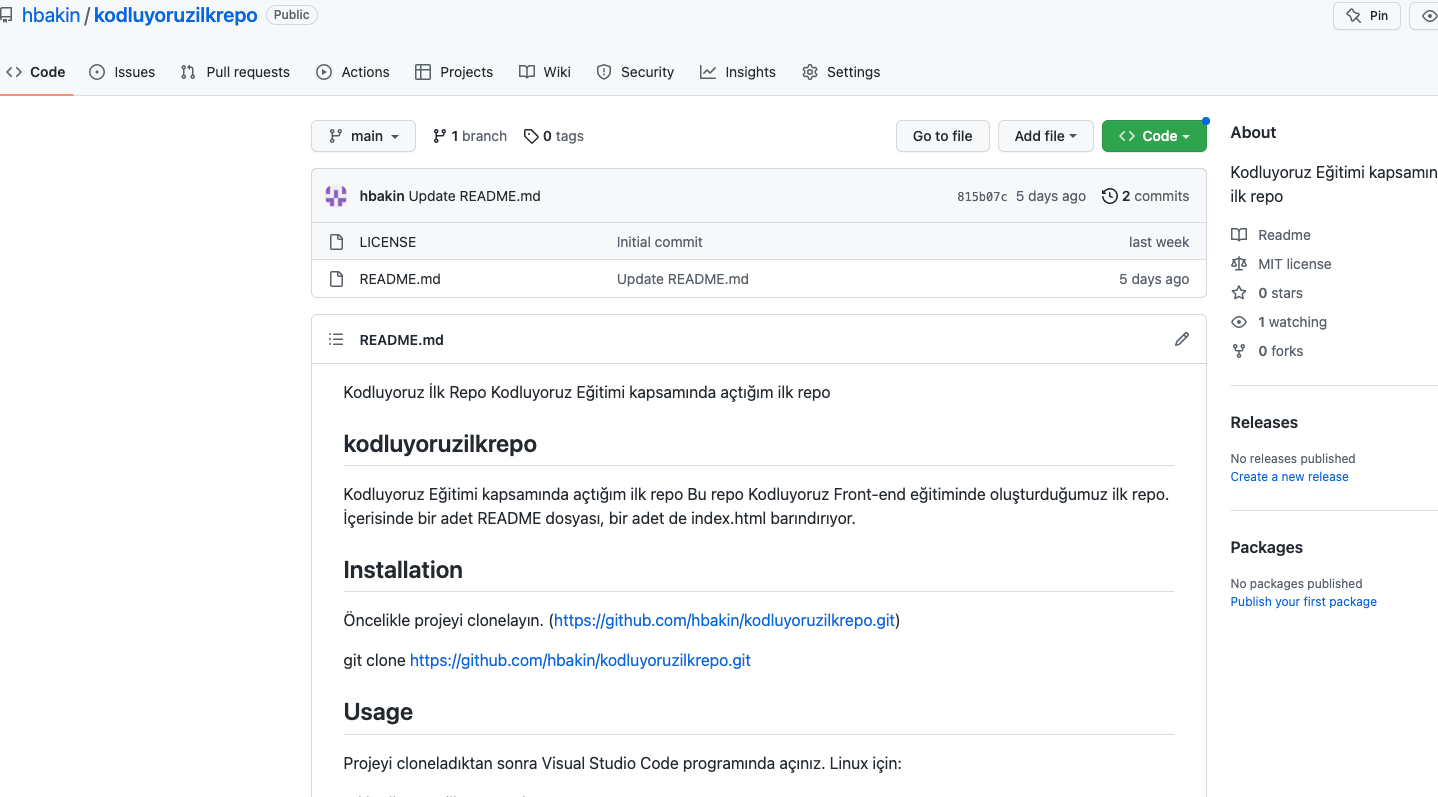 hbakin / kodluyoruzilkrepo Public
Pin
Code Issues Pull requests Actions Projects Wiki Security Insights Settings
main 1 branch 0 tags Go to file Add file Code
hbakin Update README.md 815b07c 5 days ago 2 commits
LICENSE Initial commit last week
README.md Update README.md 5 days ago
README.md
Kodluyoruz İlk Repo Kodluyoruz Eğitimi kapsamında açtığım ilk repo
kodluyoruzilkrepo
Kodluyoruz Eğitimi kapsamında açtığım ilk repo Bu repo Kodluyoruz Front-end eğitiminde oluşturduğumuz ilk repo.
İçerisinde bir adet README dosyası, bir adet de index.html barındırıyor.
Installation
Öncelikle projeyi clonelayın. (https://github.com/hbakin/kodluyoruzilkrepo.git)
git clone https://github.com/hbakin/kodluyoruzilkrepo.git
Usage
Projeyi cloneladıktan sonra Visual Studio Code programında açınız. Linux için:
About
Kodluyoruz Eğitimi kapsamın
ilk repo
Readme
MIT license
0 stars
1 watching
0 forks
Releases
No releases published
Create a new release
Packages
No packages published
Publish your first package